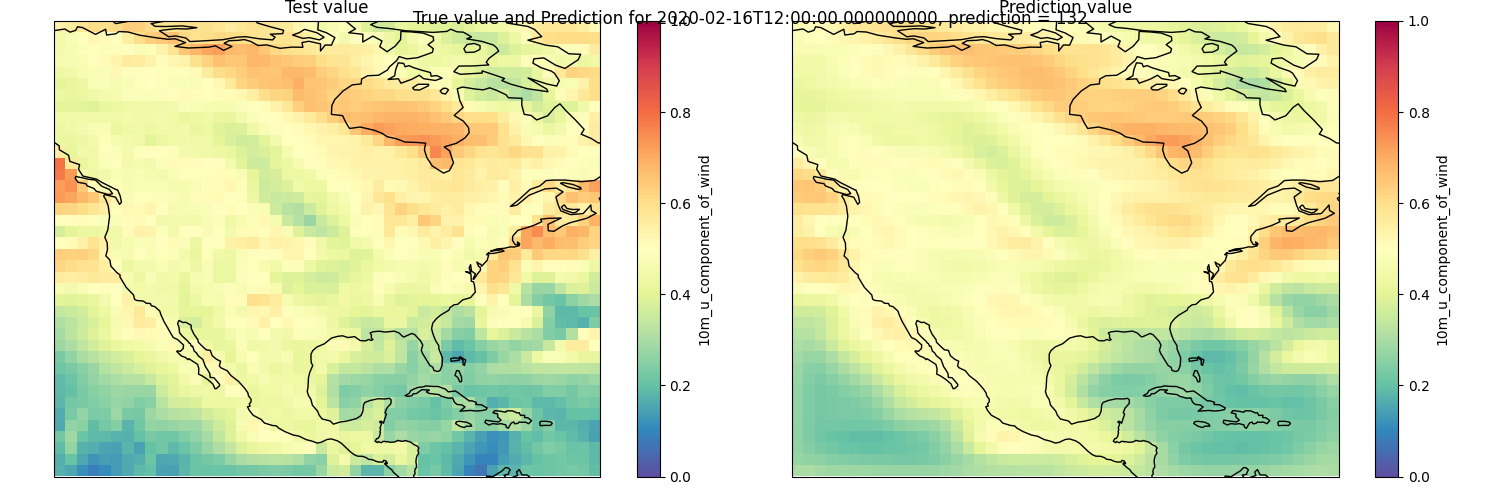 Test value
True value and Prediction for 2020-02-16T12:00:00.000000000, prediction = 132
Prediction value
1.0
0.8
0.6
0.4
0.2
0.0
10m_u_component_of_wind
1.0
0.8
0.6
0.4
0.2
0.0
10m_u_component_of_wind